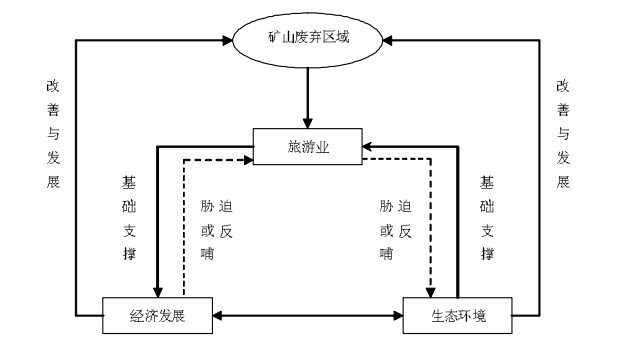 矿山废弃区域
改善与发展
改善与发展
旅游业
基础支撑
胁迫
或反
哺
胁迫
或反
哺
基础支撑
经济发展
生态环境